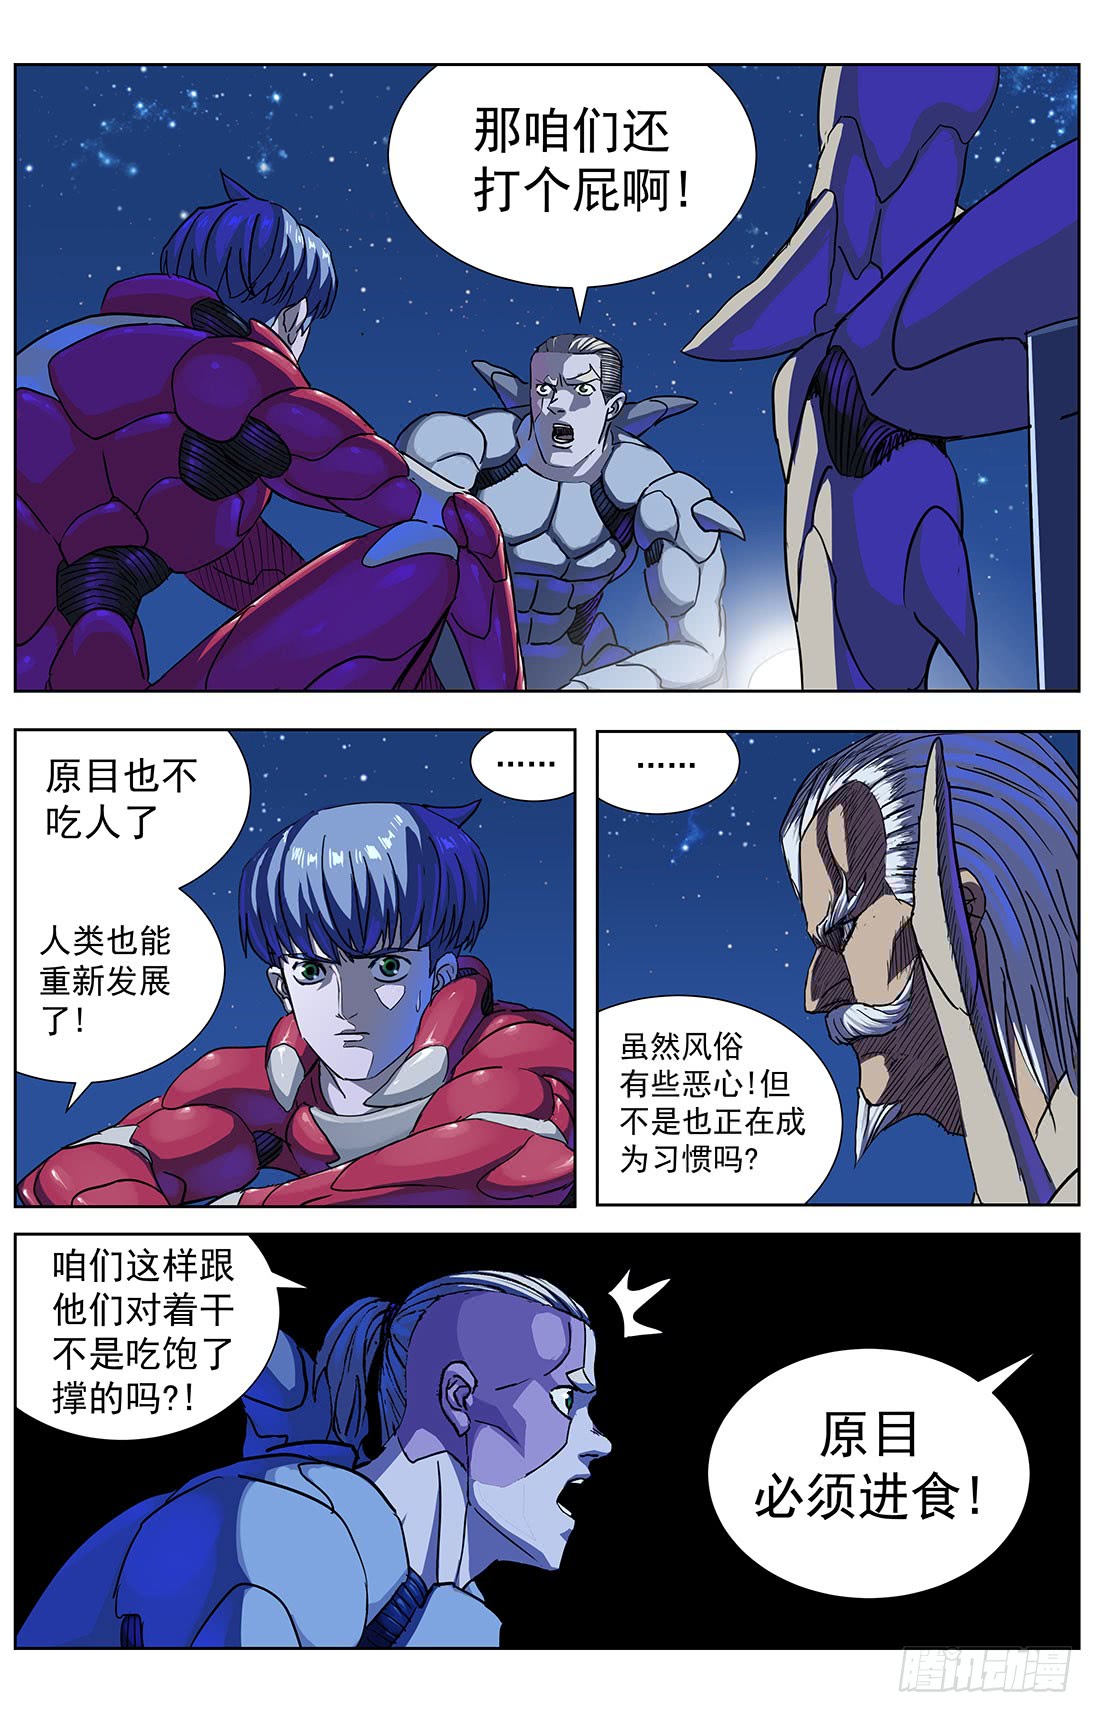 那咱们还
打个屁啊！
原目也不
吃人了
人类也能
重新发展
了！
……
……
虽然风俗
有些恶心！但
不是也正在成
为习惯吗？
咱们这样跟
他们对着干
不是吃饱了
撑的吗？！
原目
必须进食！
腾讯动漫